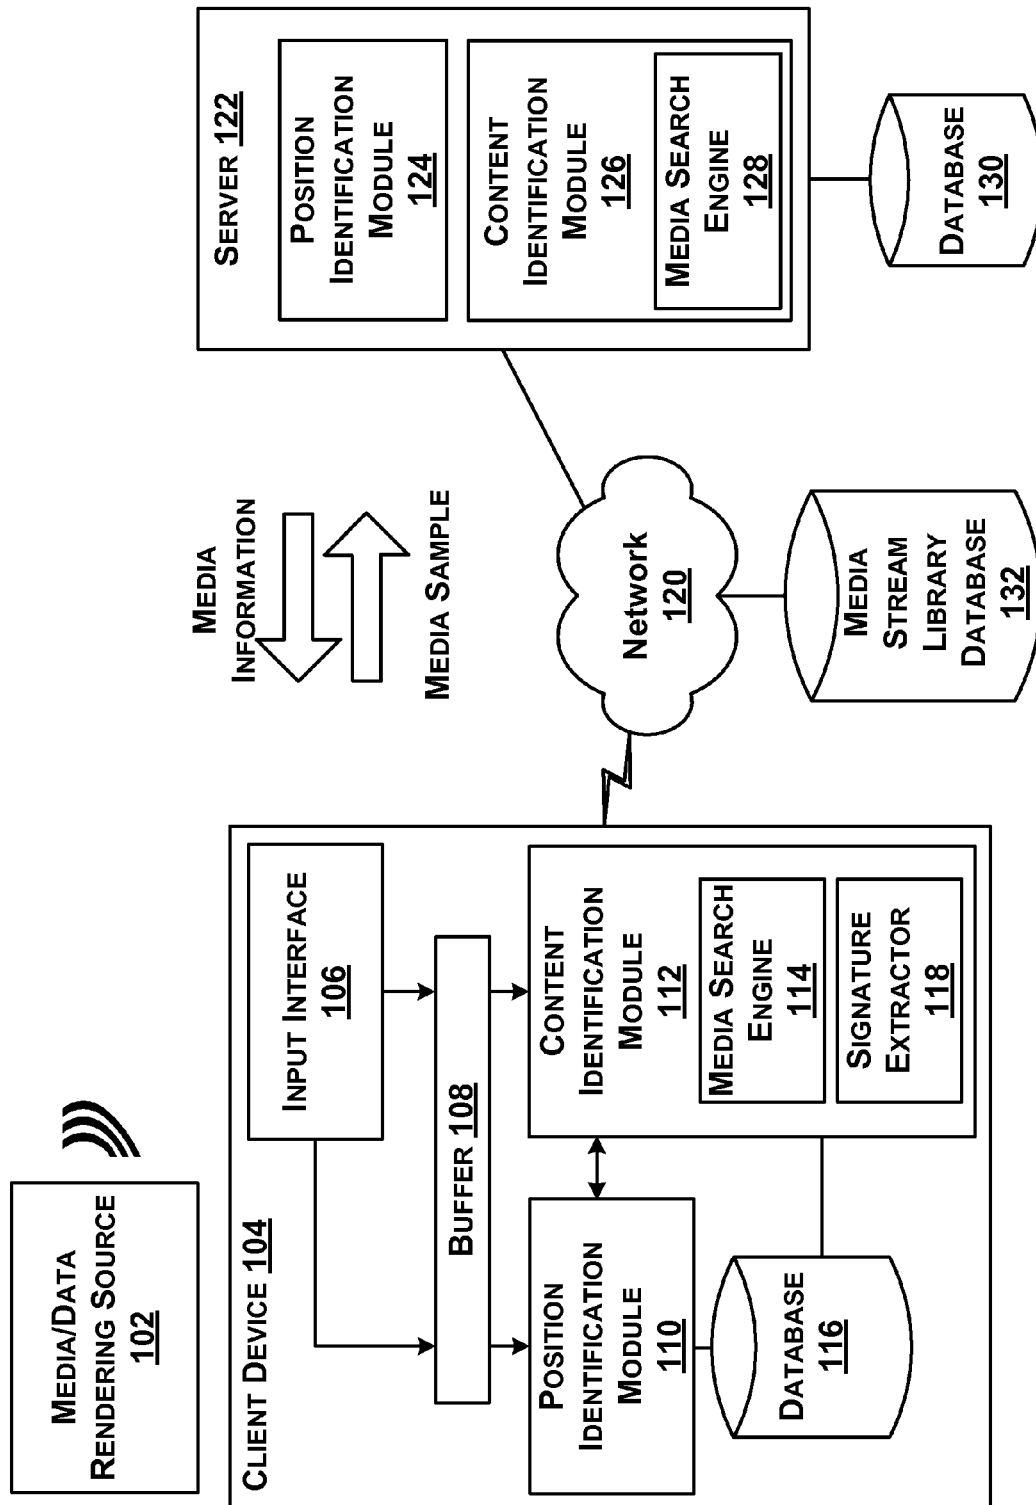 MEDIA/DATA
RENDERING SOURCE
102
CLIENT DEVICE 104
INPUT INTERFACE
106
BUFFER 108
POSITION
IDENTIFICATION
MODULE
110
CONTENT
IDENTIFICATION
MODULE
112
MEDIA SEARCH
ENGINE
114
SIGNATURE
EXTRACTOR
118
DATABASE
116
MEDIA
INFORMATION
MEDIA SAMPLE
Network
120
MEDIA
STREAM
LIBRARY
DATABASE
132
SERVER 122
POSITION
IDENTIFICATION
MODULE
124
CONTENT
IDENTIFICATION
MODULE
126
MEDIA SEARCH
ENGINE
128
DATABASE
130